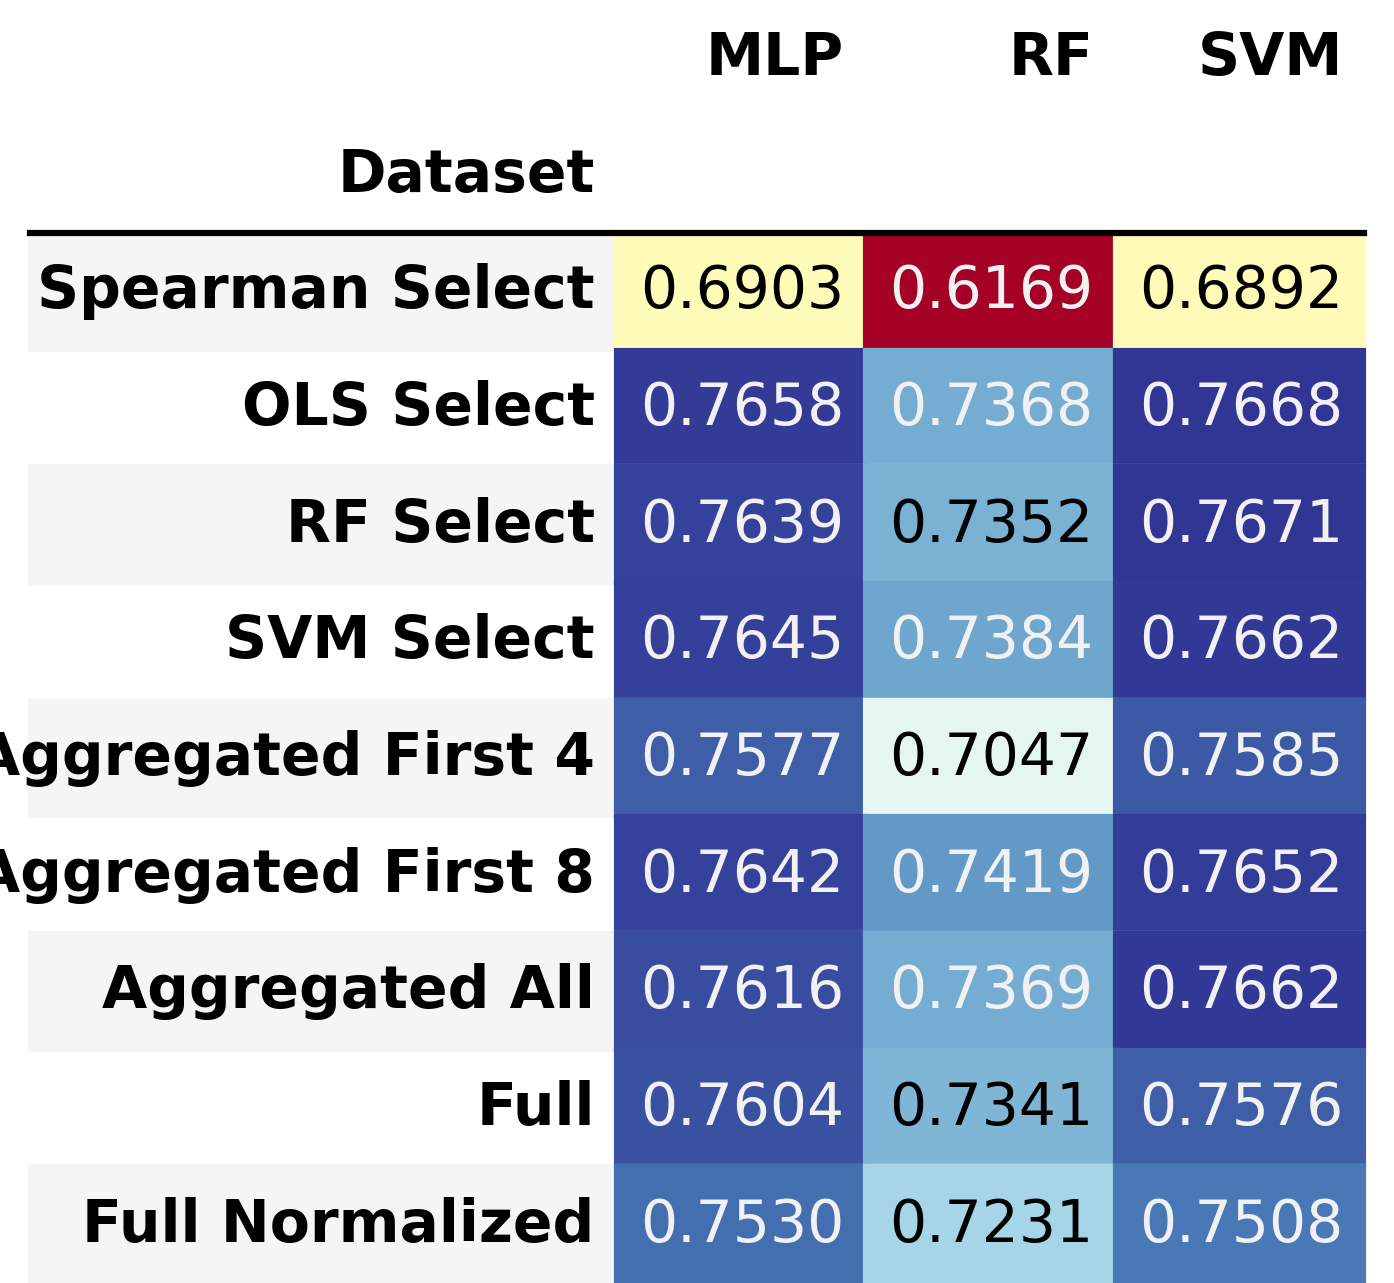 MLP RF SVM
Dataset
Spearman Select 0.6903 0.6169 0.6892
OLS Select 0.7658 0.7368 0.7668
RF Select 0.7639 0.7352 0.7671
SVM Select 0.7645 0.7384 0.7662
Aggregated First 4 0.7577 0.7047 0.7585
Aggregated First 8 0.7642 0.7419 0.7652
Aggregated All 0.7616 0.7369 0.7662
Full 0.7604 0.7341 0.7576
Full Normalized 0.7530 0.7231 0.7508